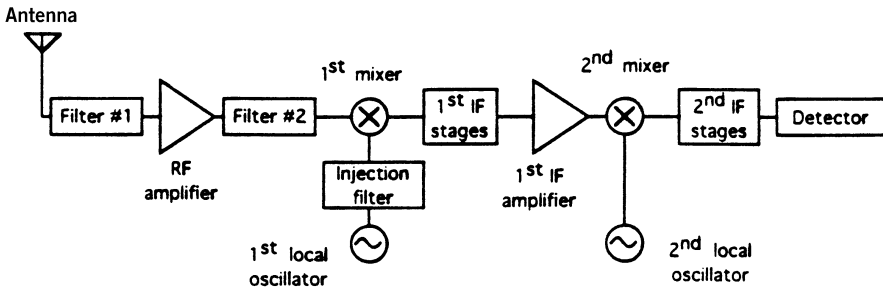 Antenna
Filter #1
RF
amplifier
Filter #2
1st mixer
Injection
filter
1st local
oscillator
1st IF
stages
1st IF
amplifier
2nd mixer
2nd local
oscillator
2nd IF
stages
Detector